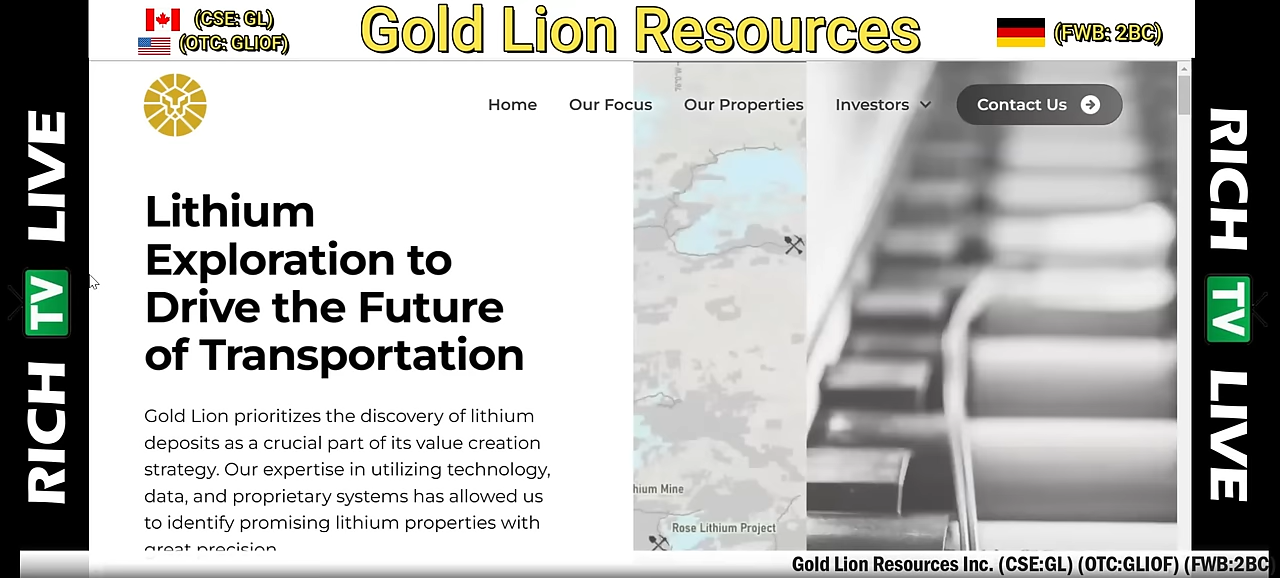 (CSE: GL)
(OTC: GLIOF)
Gold Lion Resources
(FWB: 2BC)
Home
Our Focus
Our Properties
Investors
Contact Us
RICH TV LIVE
RICH TV LIVE
Lithium
Exploration to
Drive the Future
of Transportation
Gold Lion prioritizes the discovery of lithium
deposits as a crucial part of its value creation
strategy. Our expertise in utilizing technology,
data, and proprietary systems has allowed us
to identify promising lithium properties with
great precision.
hium Mine
Rose Lithium Project
Gold Lion Resources Inc. (CSE:GL) (OTC:GLIOF) (FWB:2BC)